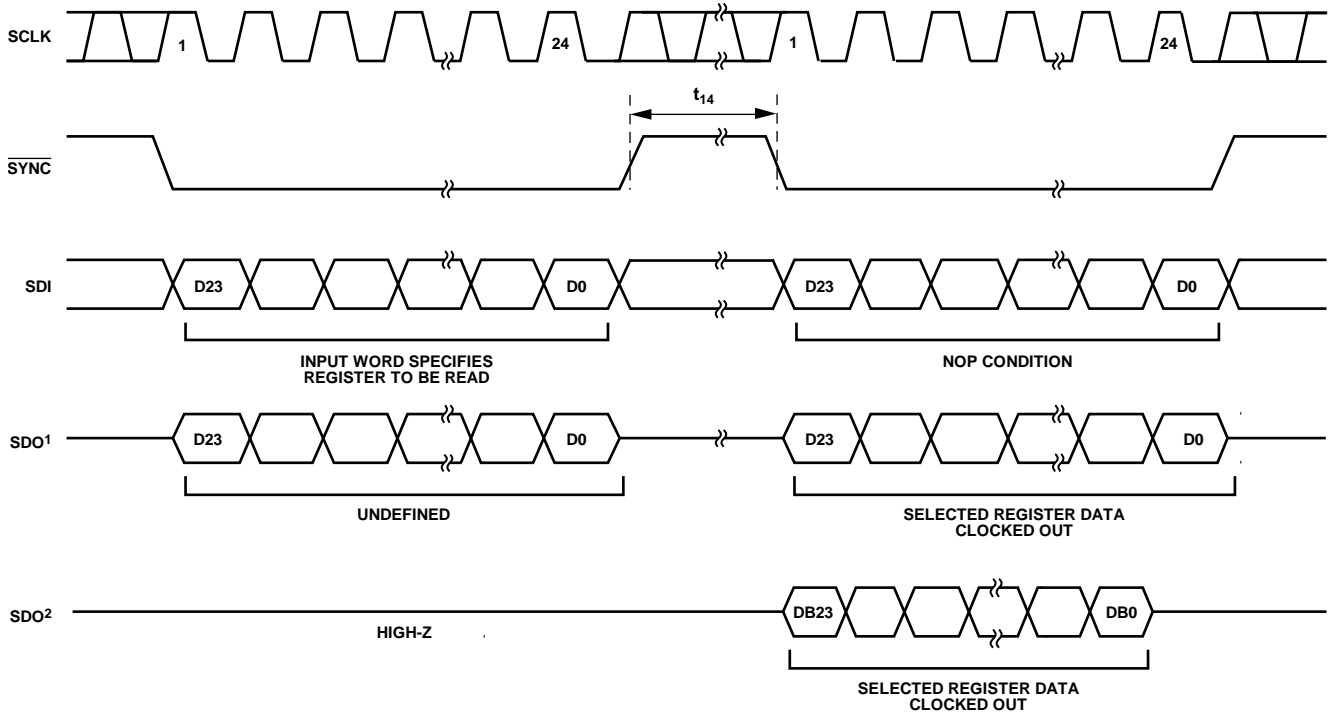 SCLK
1
24
1
24
t14
SYNC
SDI
D23
D0
D23
D0
INPUT WORD SPECIFIES
REGISTER TO BE READ
NOP CONDITION
SDO1
D23
D0
D23
D0
UNDEFINED
SELECTED REGISTER DATA
CLOCKED OUT
SDO2
HIGH-Z
DB23
DB0
SELECTED REGISTER DATA
CLOCKED OUT